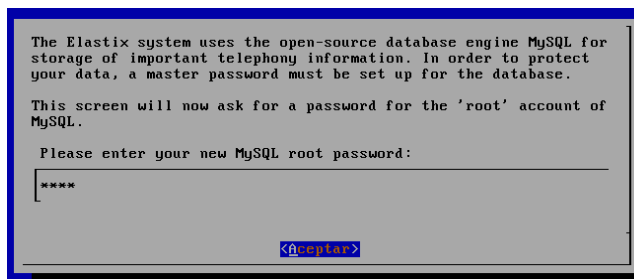 The Elastix system uses the open-source database engine MySQL for
storage of important telephony information. In order to protect
your data, a master password must be set up for the database.
This screen will now ask for a password for the 'root' account of
MySQL.
Please enter your new MySQL root password:
****
<Aceptar>